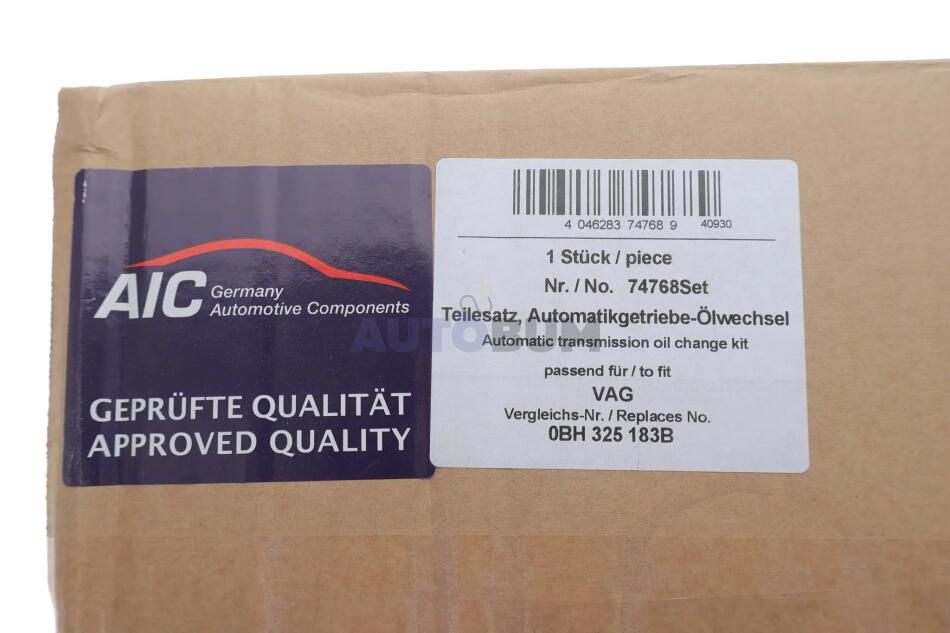 AIC Germany
Automotive Components
GEPRÜFTE QUALITÄT
APPROVED QUALITY
4 046283 74768 9 40930
1 Stück / piece
Nr. / No. 74768Set
Teilesatz, Automatikgetriebe-Ölwechsel
Automatic transmission oil change kit
AUTOBUM
passend für / to fit
VAG
Vergleichs-Nr. / Replaces No.
0BH 325 183B